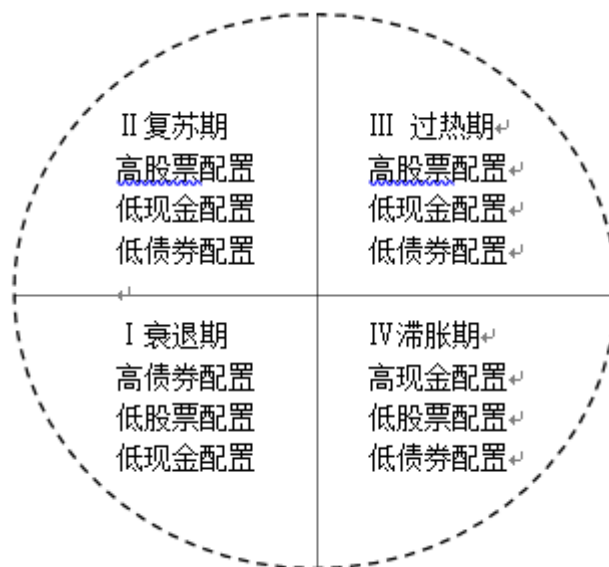 Ⅱ复苏期
高股票配置
低现金配置
低债券配置
Ⅲ 过热期
高股票配置
低现金配置
低债券配置
Ⅰ衰退期
高债券配置
低股票配置
低现金配置
Ⅳ滞胀期
高现金配置
低股票配置
低债券配置